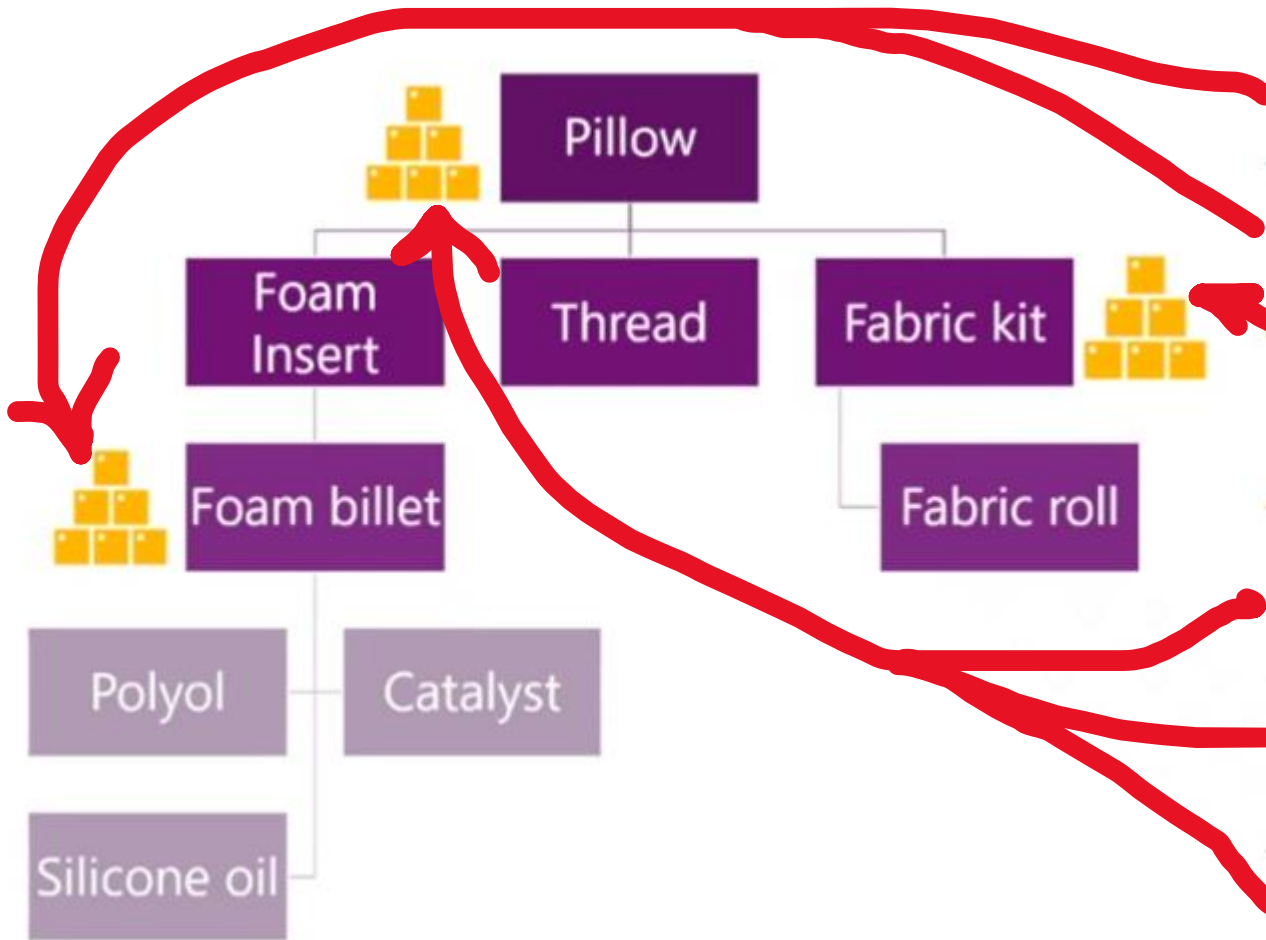 Pillow
Foam
Insert
Thread
Fabric kit
Foam billet
Fabric roll
Polyol
Catalyst
Silicone oil